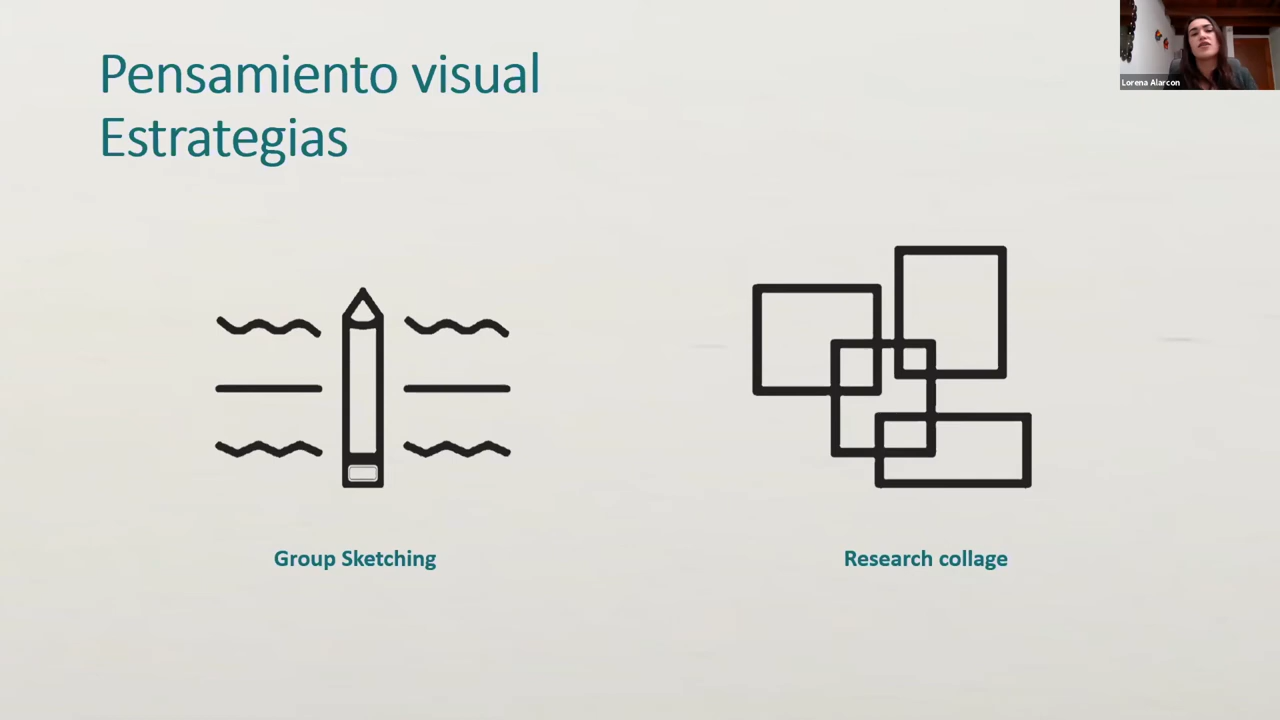 Pensamiento visual
Estrategias
Lorena Alarcon
Group Sketching
Research collage